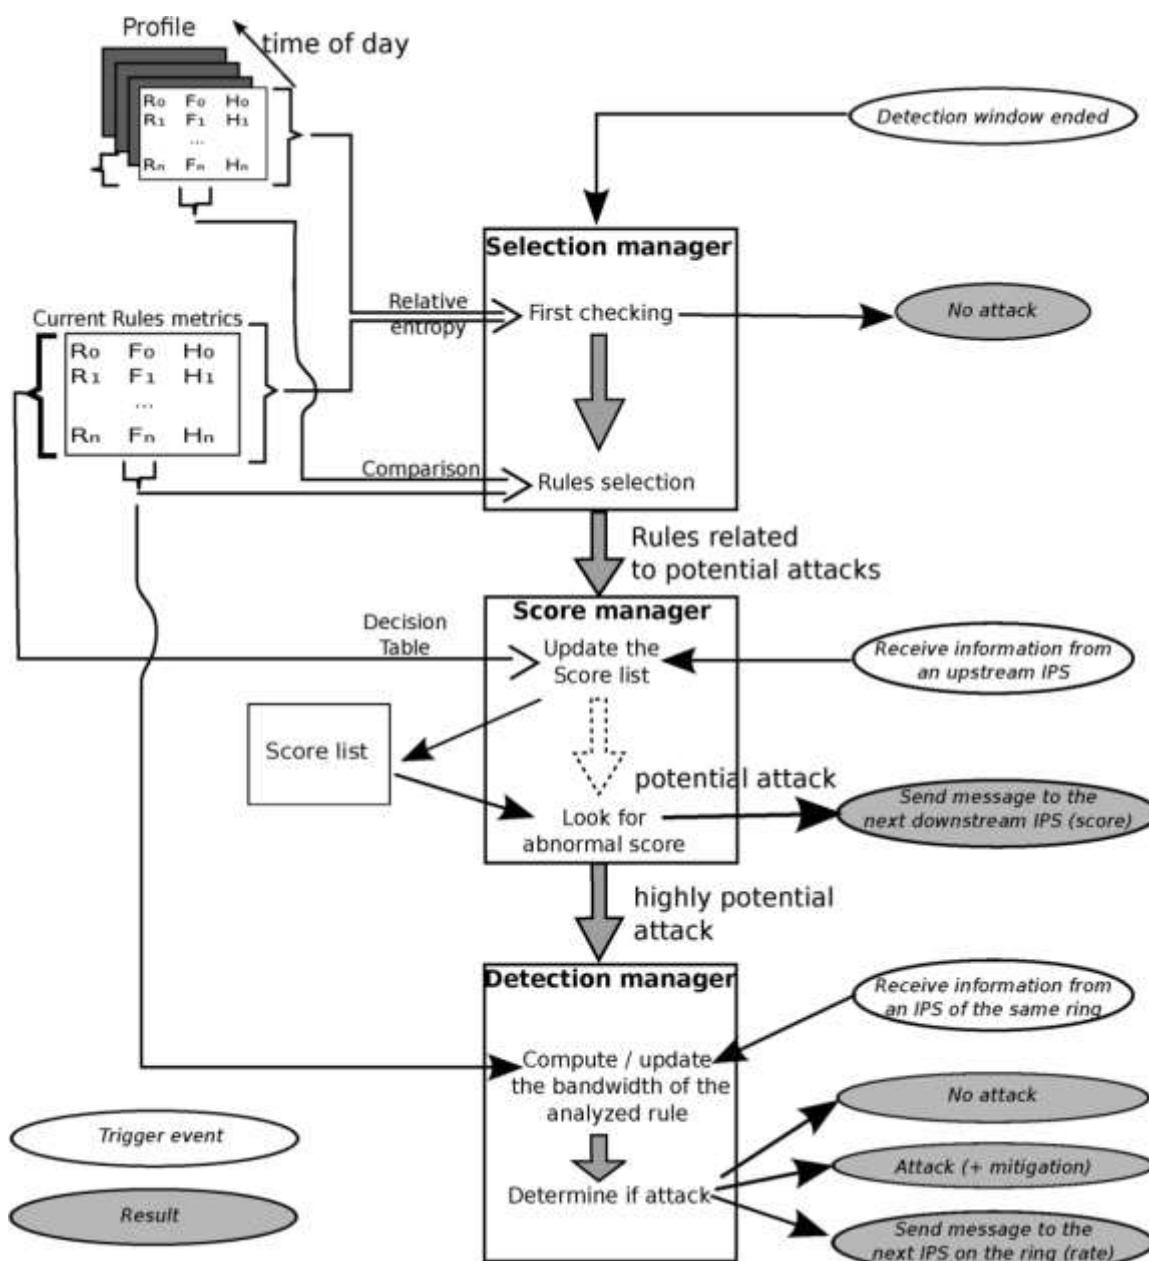 Profile
time of day
R₀ F₀ H₀
R₁ F₁ H₁
...
Rₙ Fₙ Hₙ
Detection window ended
Selection manager
Relative
entropy
First checking
No attack
Current Rules metrics
R₀ F₀ H₀
R₁ F₁ H₁
...
Rₙ Fₙ Hₙ
Comparison
Rules selection
Rules related
to potential attacks
Score manager
Decision
Table
Update the
Score list
Receive information from
an upstream IPS
Score list
potential attack
Look for
abnormal score
Send message to the
next downstream IPS (score)
highly potential
attack
Detection manager
Receive information from
an IPS of the same ring
Compute / update
the bandwidth of the
analyzed rule
No attack
Trigger event
Attack (+ mitigation)
Determine if attack
Result
Send message to the
next IPS on the ring (rate)